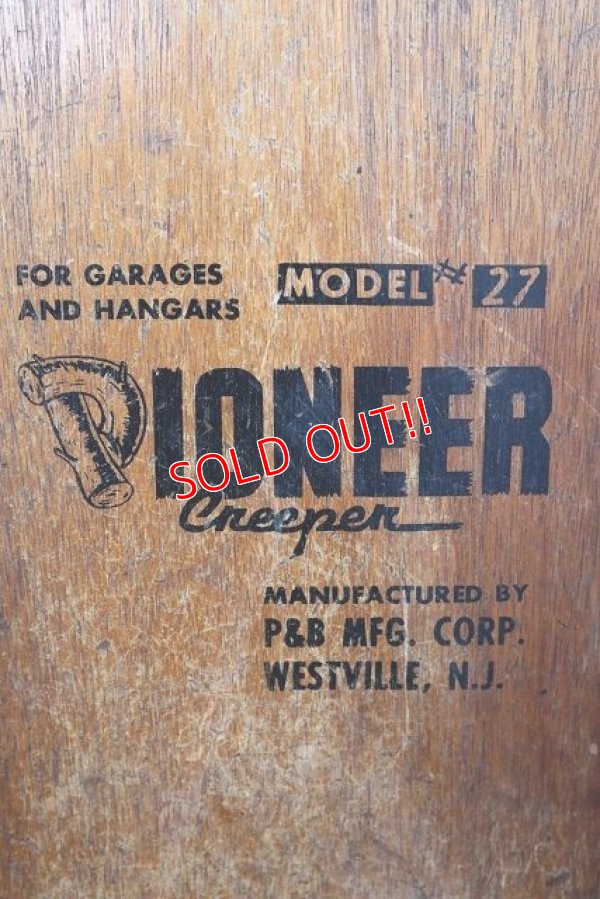 FOR GARAGES
AND HANGARS
MODEL # 27
PIONEER
SOLD OUT!!
Creeper
MANUFACTURED BY
P&B MFG. CORP.
WESTVILLE, N.J.